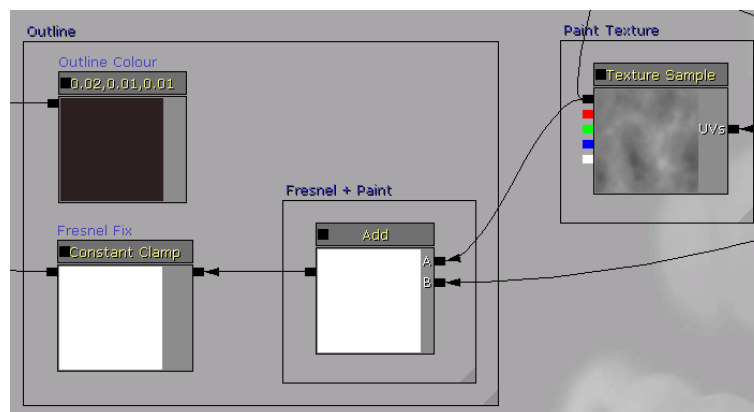 Outline
Outline Colour
0.02,0.01,0.01
Fresnel Fix
Constant Clamp
Fresnel + Paint
Add
A
B
Paint Texture
Texture Sample
UVs